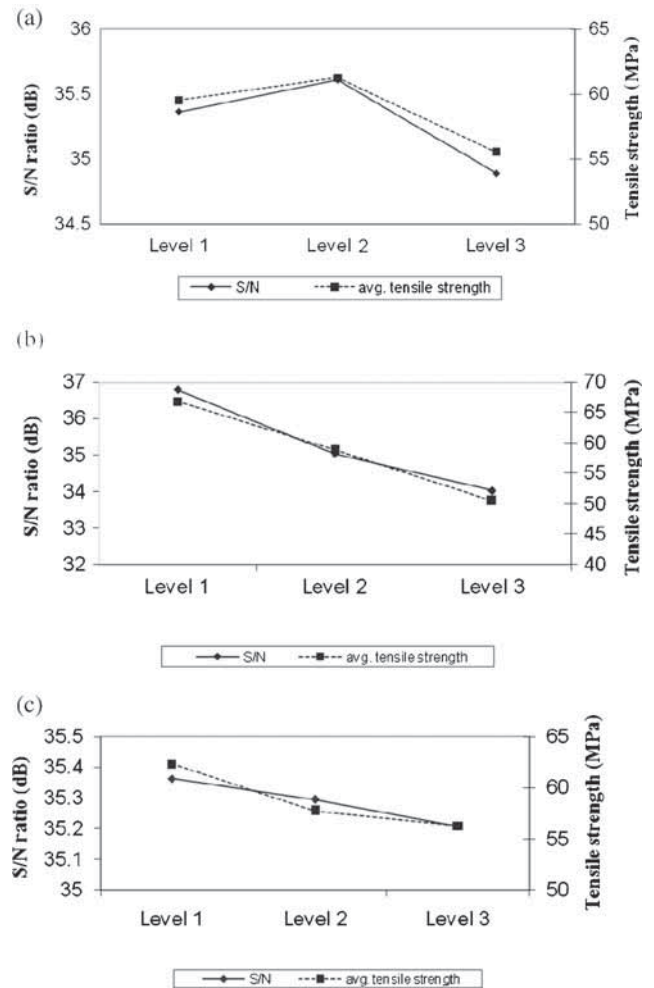 (a)
36
35.5
35
34.5
S/N ratio (dB)
65
60
55
50
Tensile strength (MPa)
Level 1 Level 2 Level 3
S/N avg. tensile strength
(b)
37
36
35
34
33
32
S/N ratio (dB)
70
65
60
55
50
45
40
Tensile strength (MPa)
Level 1 Level 2 Level 3
S/N avg. tensile strength
(c)
35.5
35.4
35.3
35.2
35.1
35
S/N ratio (dB)
65
60
55
50
Tensile strength (MPa)
Level 1 Level 2 Level 3
S/N avg. tensile strength